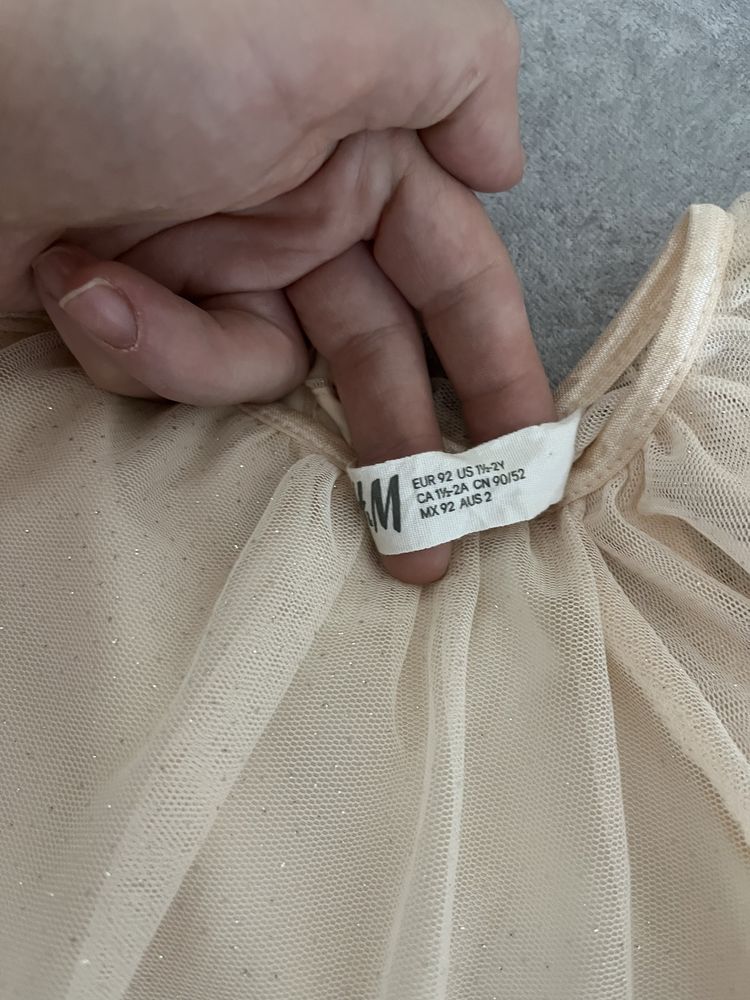 M
EUR 92 US 1½-2Y
CA 1½-2A CN 90/52
MX 92 AUS 2